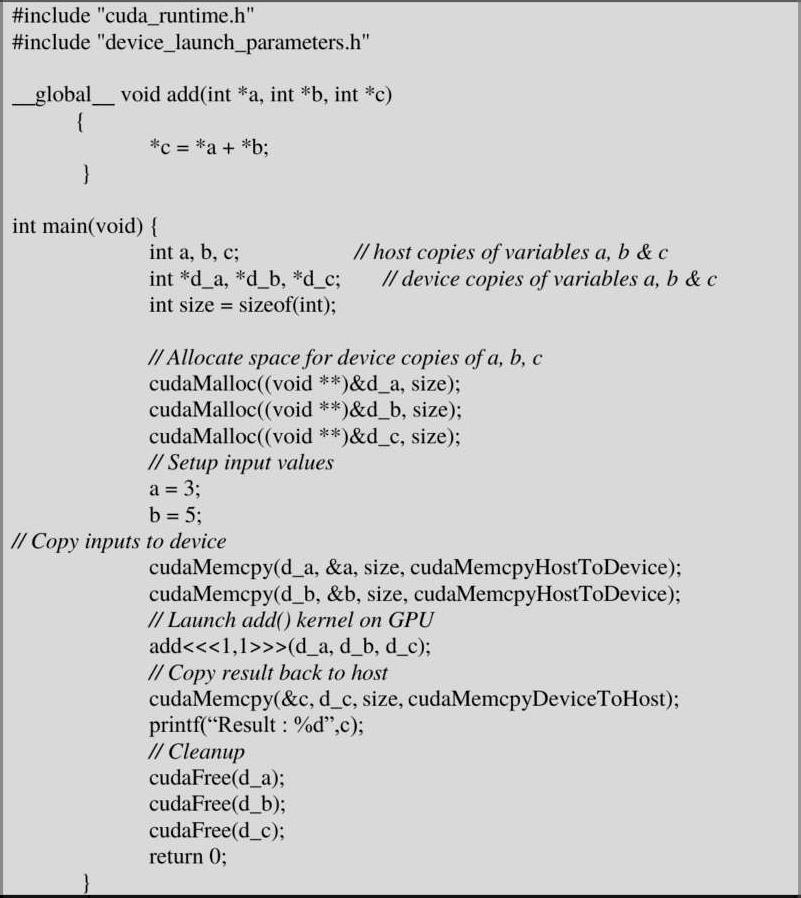 #include "cuda_runtime.h"
#include "device_launch_parameters.h"
__global__ void add(int *a, int *b, int *c)
{
*c = *a + *b;
}
int main(void) {
int a, b, c; // host copies of variables a, b & c
int *d_a, *d_b, *d_c; // device copies of variables a, b & c
int size = sizeof(int);
// Allocate space for device copies of a, b, c
cudaMalloc((void **)&d_a, size);
cudaMalloc((void **)&d_b, size);
cudaMalloc((void **)&d_c, size);
// Setup input values
a = 3;
b = 5;
// Copy inputs to device
cudaMemcpy(d_a, &a, size, cudaMemcpyHostToDevice);
cudaMemcpy(d_b, &b, size, cudaMemcpyHostToDevice);
// Launch add() kernel on GPU
add<<<1,1>>>(d_a, d_b, d_c);
// Copy result back to host
cudaMemcpy(&c, d_c, size, cudaMemcpyDeviceToHost);
printf(“Result : %d”,c);
// Cleanup
cudaFree(d_a);
cudaFree(d_b);
cudaFree(d_c);
return 0;
}